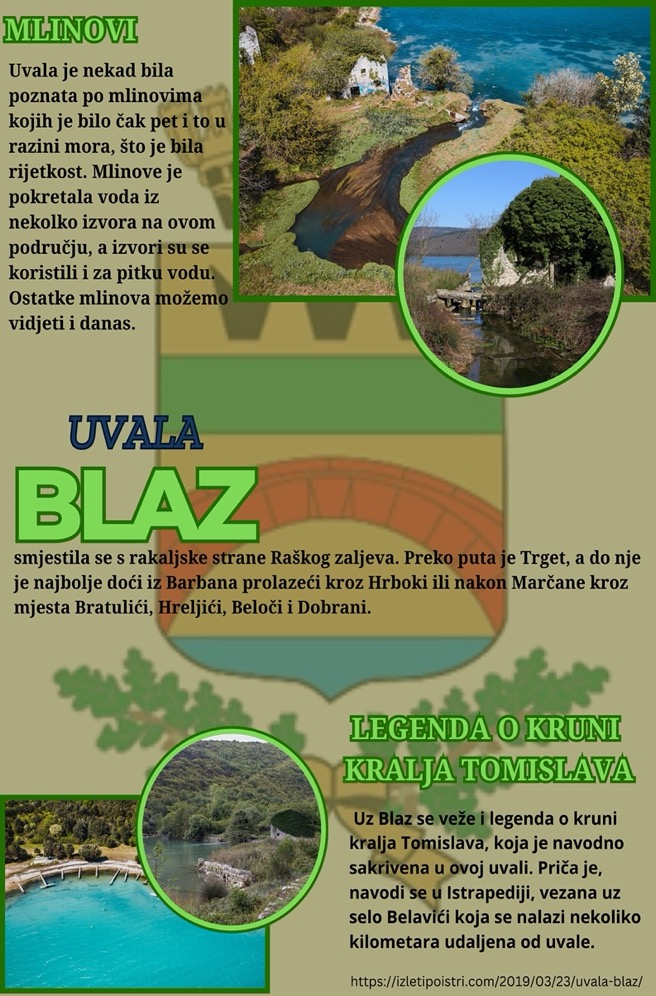 MLINOVI
Uvala je nekad bila
poznata po mlinovima
kojih je bilo čak pet i to u
razini mora, što je bila
rijetkost. Mlinove je
pokretala voda iz
nekolko izvora na ovom
području, a izvori su se
koristili i za pitku vodu.
Ostatke mlinova možemo
vidjeti i danas.
UVALA
BLAZ
smjestila se s rakaljske strane Raškog zaljeva. Preko puta je Trget, a do nje
je najbolje doći iz Barbana prolazeći kroz Hrboki ili nakon Marčane kroz
mjesta Bratulići, Hreljići, Beloči i Dobrani.
LEGENDA O KRUNI
KRALJA TOMISLAVA
Uz Blaz se veže i legenda o kruni
kralja Tomislava, koja je navodno
sakrivena u ovoj uvali. Priča je,
navodi se u Istrapediji, vezana uz
selo Belavići koja se nalazi nekoliko
kilometara udaljena od uvale.
https://izletipoistri.com/2019/03/23/uvala-blaz/